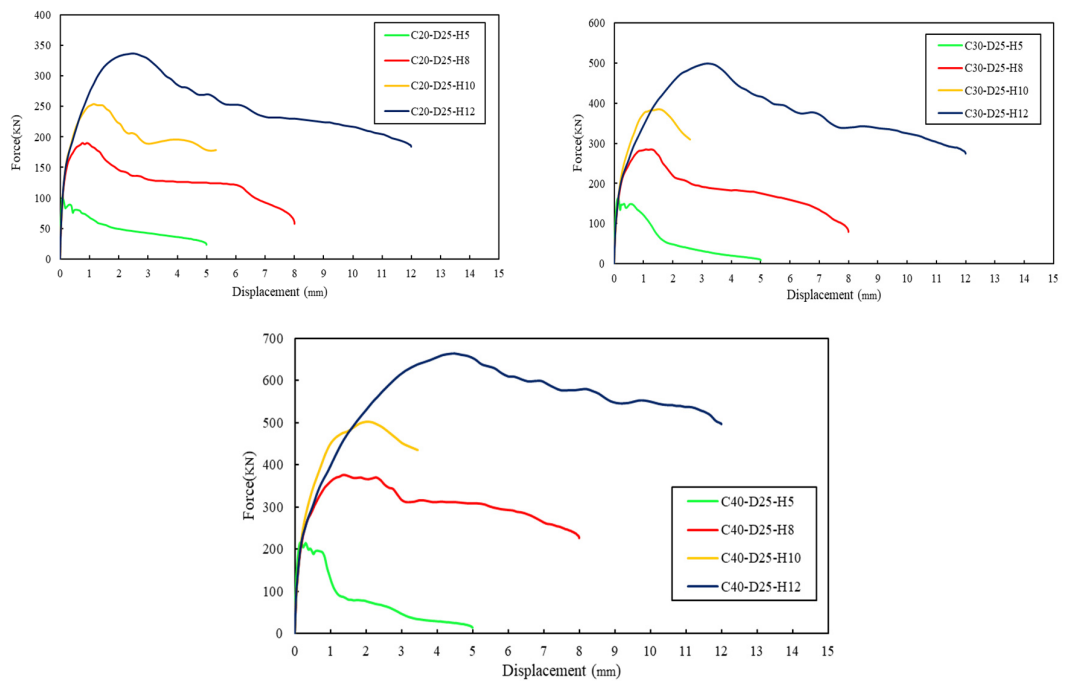 400
350
300
250
200
150
100
50
0
Force(KN)
C20-D25-H5
C20-D25-H8
C20-D25-H10
C20-D25-H12
0 1 2 3 4 5 6 7 8 9 10 11 12 13 14 15
Displacement (mm)
600
500
400
300
200
100
0
Force(KN)
C30-D25-H5
C30-D25-H8
C30-D25-H10
C30-D25-H12
0 1 2 3 4 5 6 7 8 9 10 11 12 13 14 15
Displacement (mm)
700
600
500
400
300
200
100
0
Force(KN)
C40-D25-H5
C40-D25-H8
C40-D25-H10
C40-D25-H12
0 1 2 3 4 5 6 7 8 9 10 11 12 13 14 15
Displacement (mm)